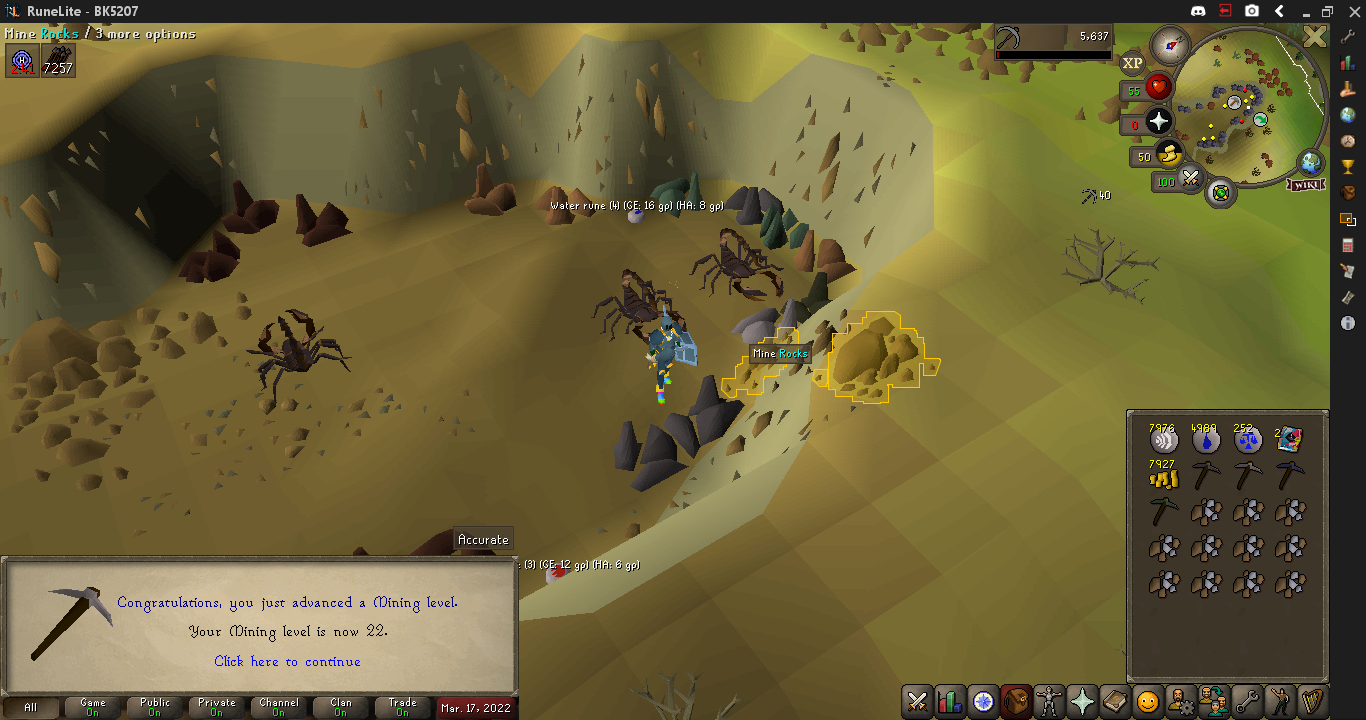 RuneLite - BK5207
Mine Rocks / 3 more options
7257
5,637
XP
55
0
50
100
WIKI
40
Water rune (4) (GE: 16 gp) (HA: 8 gp)
Mine Rocks
7976 4989 252 2
7927
Accurate
(3) (GE: 12 gp) (HA: 6 gp)
Congratulations, you just advanced a Mining level.
Your Mining level is now 22.
Click here to continue
All
Game On
Public On
Private On
Channel On
Clan On
Trade On
Mar. 17, 2022